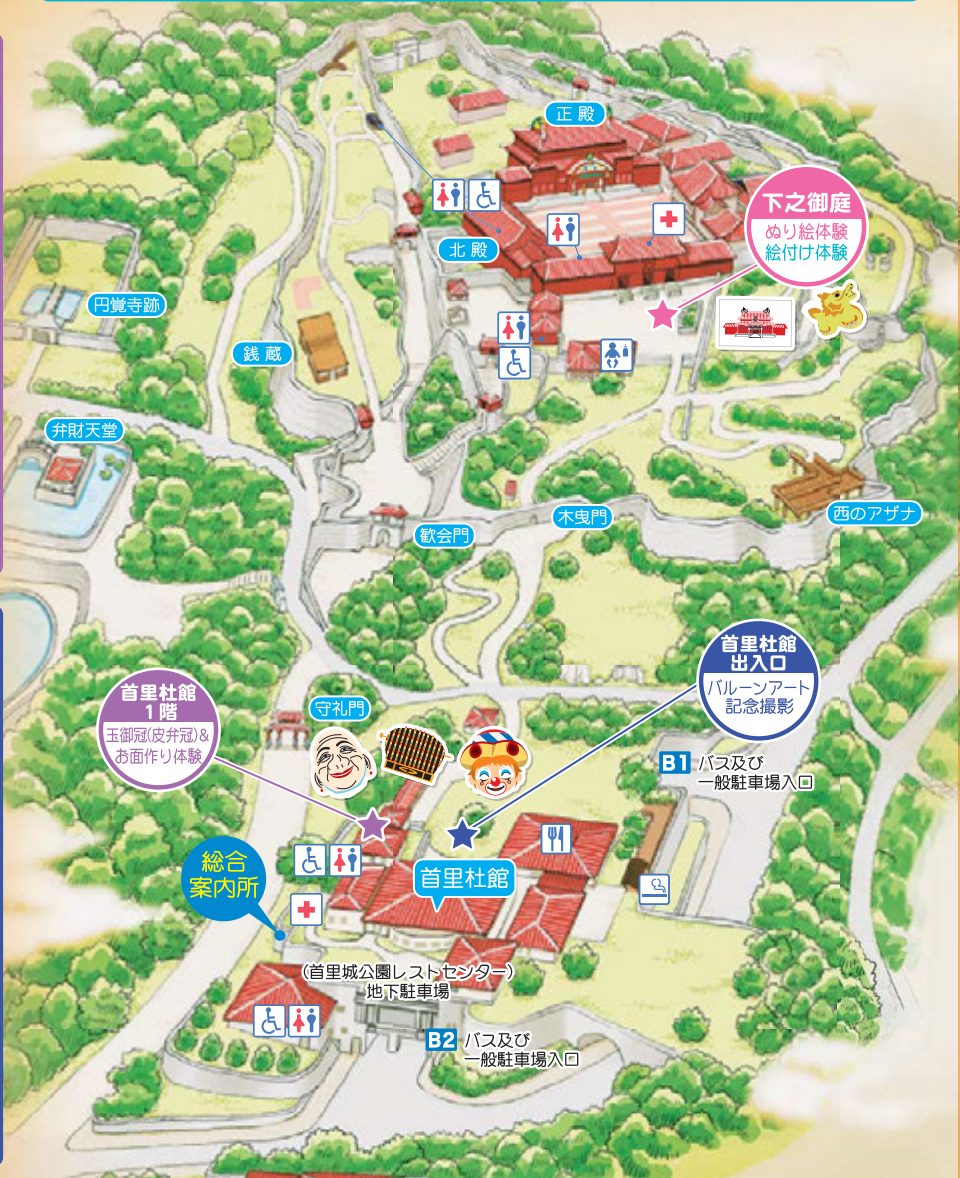 正殿
下之御庭
ぬり絵体験
絵付け体験
北殿
円覚寺跡
銭蔵
弁財天堂
西のアザナ
木曳門
歓会門
首里杜館
出入口
バルーンアート
記念撮影
首里杜館
1階
玉御冠(皮弁冠)&
お面作り体験
守礼門
B1 バス及び
一般駐車場入口
総合
案内所
首里杜館
(首里城公園レストセンター)
地下駐車場
B2 バス及び
一般駐車場入口